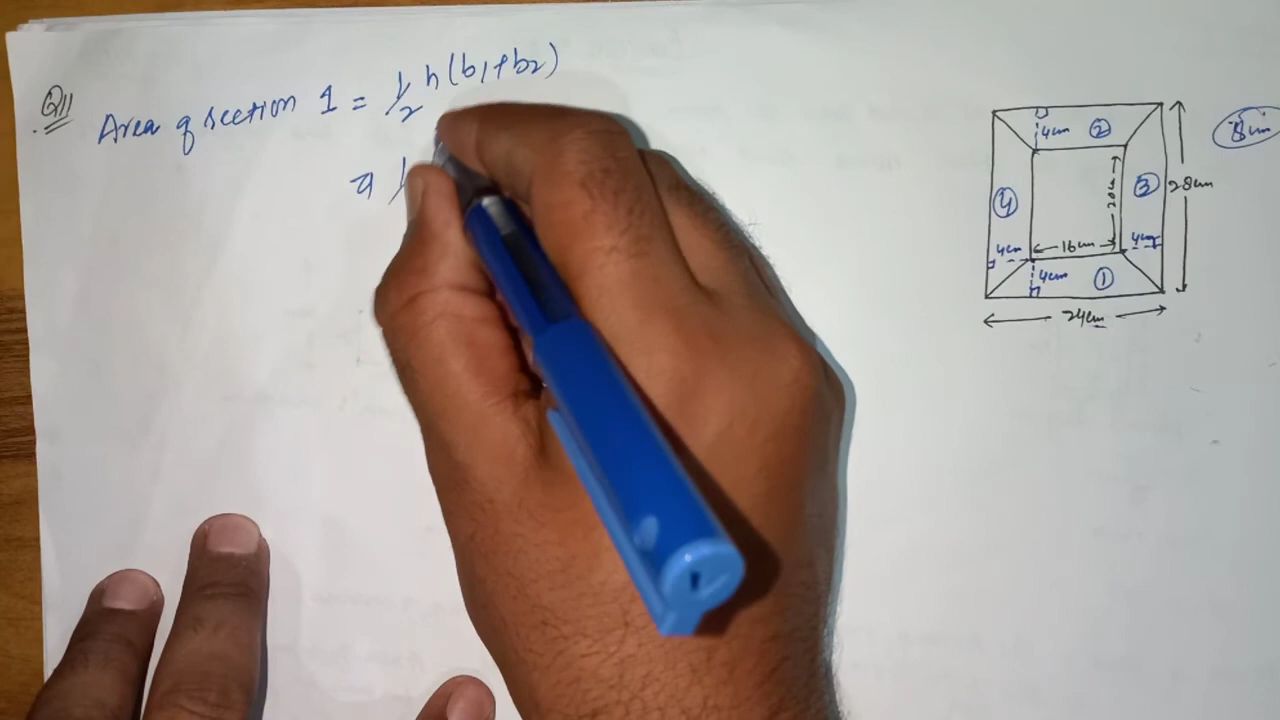 Q11
Area of section 1 = 1/2 h (b1+b2)
4cm
②
8cm
20cm
③
28cm
④
4cm
16cm
4cm
4cm
①
24cm